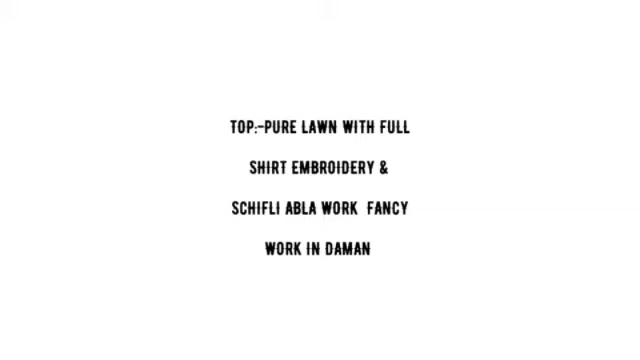 TOP:-PURE LAWN WITH FULL
SHIRT EMBROIDERY &
SCHIFLI ABLA WORK FANCY
WORK IN DAMAN